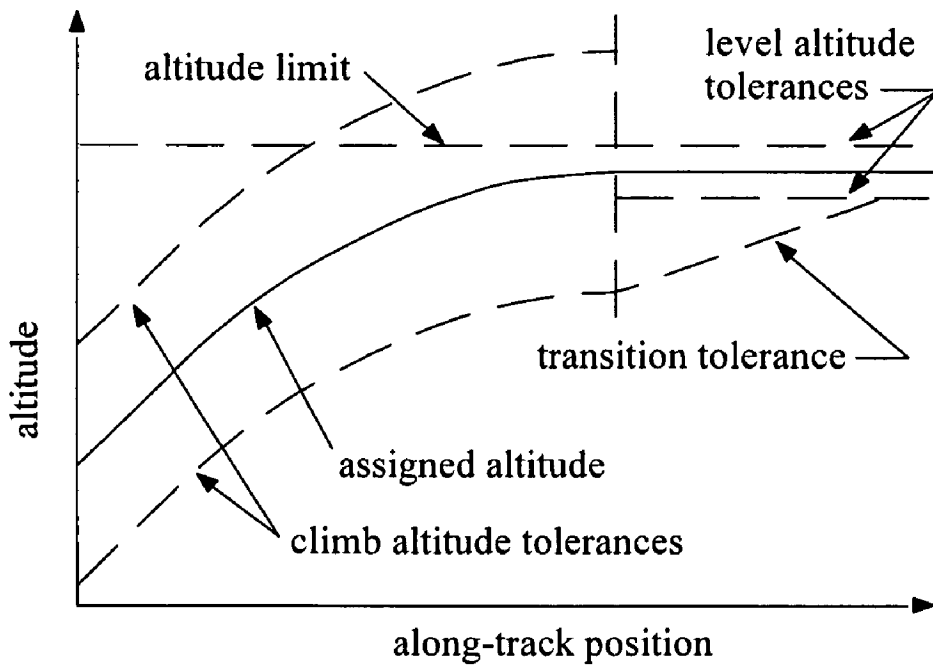 altitude limit
level altitude
tolerances
transition tolerance
assigned altitude
climb altitude tolerances
altitude
along-track position